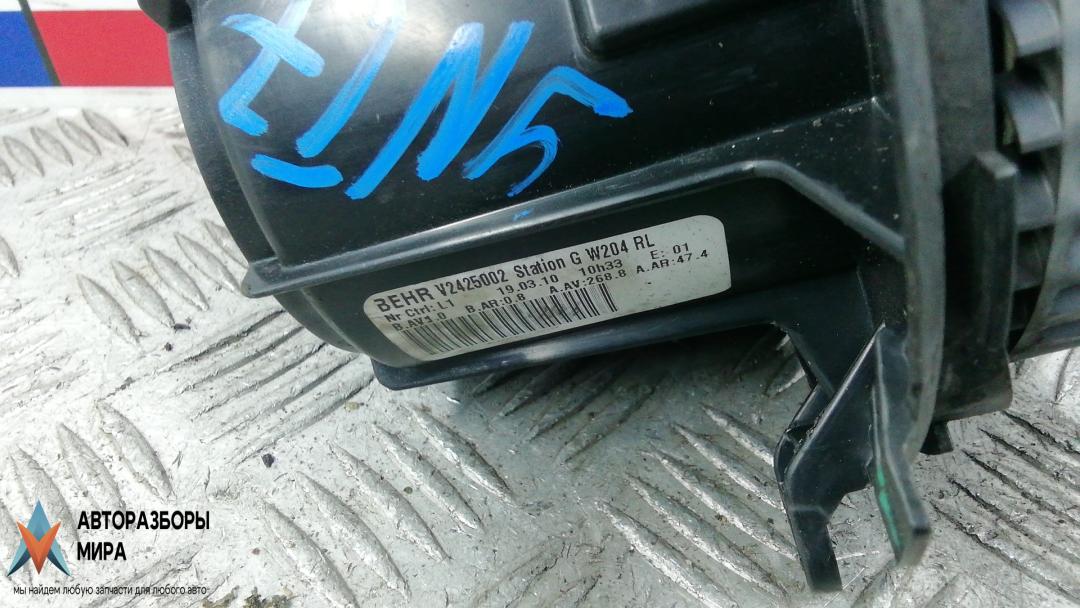 BEHR V2425002 Station G W204 RL
Nr Ctrl: L1 19.03.10 10h33 E: 01
B.AV:1.0 B.AR:0.8 A.AV:268.8 A.AR:47.4
АВТОРАЗБОРЫ
МИРА
мы найдем любую запчасти для любого авто